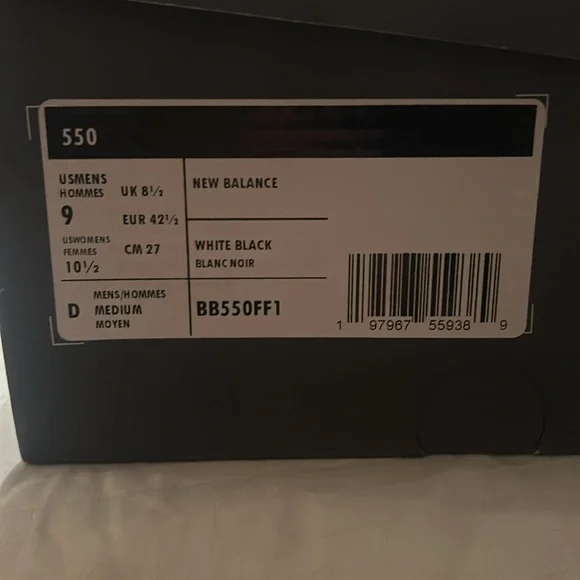 550
USMENS
HOMMES
9
UK 8½
EUR 42½
CM 27
USWOMENS
FEMMES
10½
NEW BALANCE
WHITE BLACK
BLANC NOIR
D
MENS/HOMMES
MEDIUM
MOYEN
BB550FF1
1 97967 55938 9